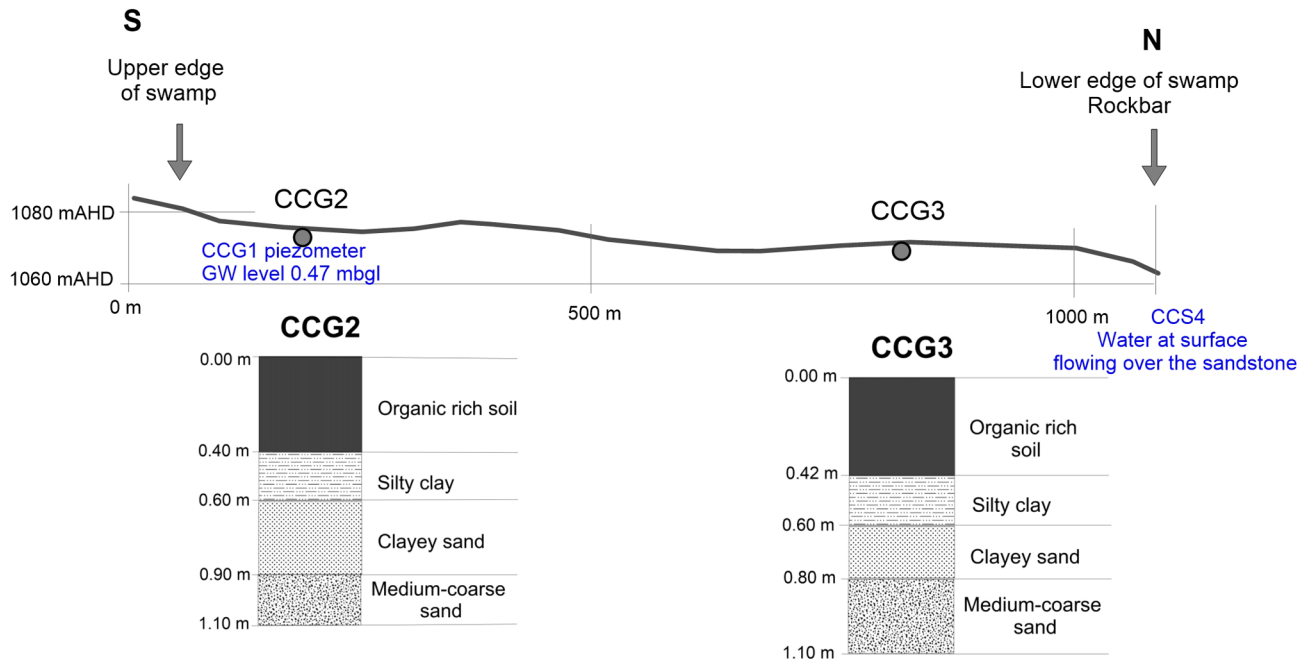 S
N
Upper edge
of swamp
Lower edge of swamp
Rockbar
CCG2
CCG3
1080 mAHD
CCG1 piezometer
GW level 0.47 mbgl
1060 mAHD
0 m
500 m
1000 m
CCS4
Water at surface
flowing over the sandstone
CCG2
0.00 m
Organic rich soil
0.40 m
Silty clay
0.60 m
Clayey sand
0.90 m
Medium-coarse
sand
1.10 m
CCG3
0.00 m
Organic rich
soil
0.42 m
Silty clay
0.60 m
Clayey sand
0.80 m
Medium-coarse
sand
1.10 m